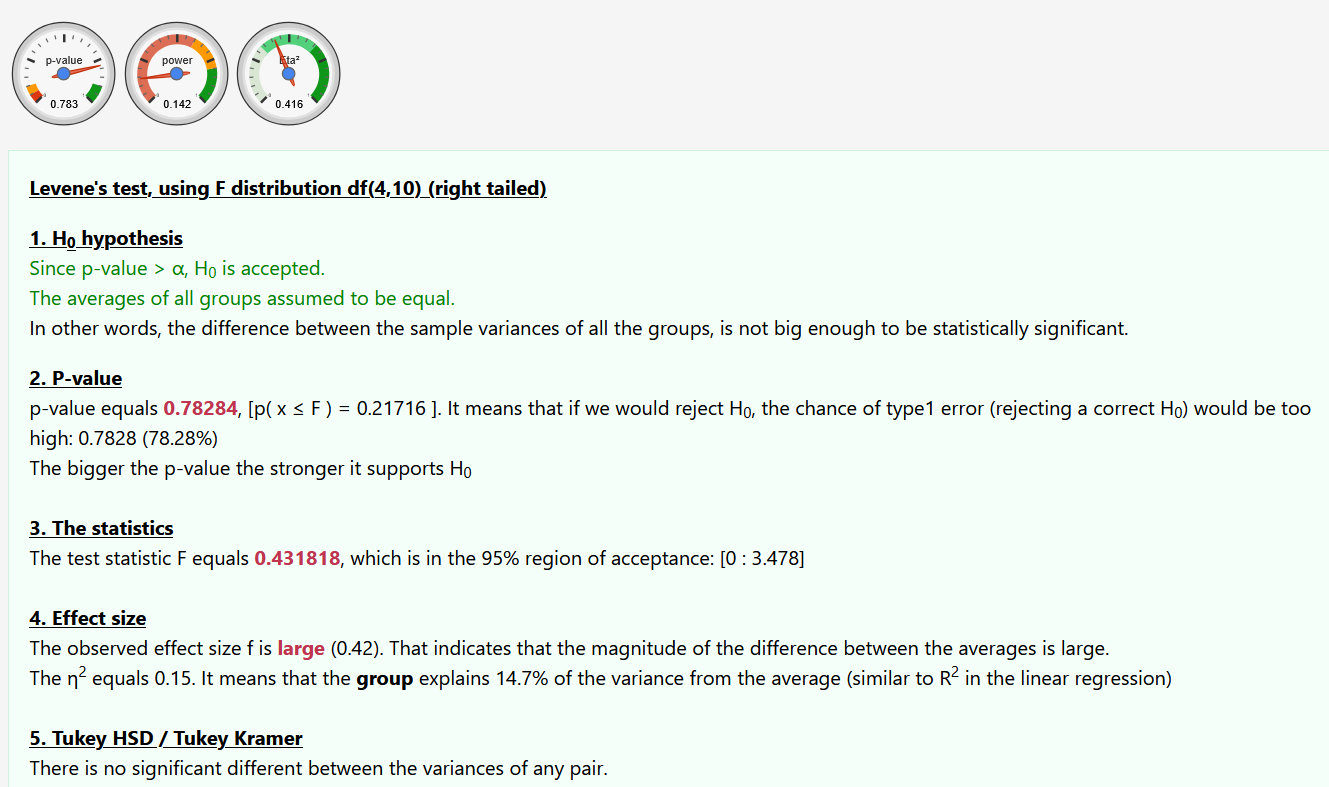 p-value power Eta²
0.783 0.142 0.416
Levene's test, using F distribution df(4,10) (right tailed)
1. H₀ hypothesis
Since p-value > α, H₀ is accepted.
The averages of all groups assumed to be equal.
In other words, the difference between the sample variances of all the groups, is not big enough to be statistically significant.
2. P-value
p-value equals 0.78284, [p( x ≤ F ) = 0.21716 ]. It means that if we would reject H₀, the chance of type1 error (rejecting a correct H₀) would be too
high: 0.7828 (78.28%)
The bigger the p-value the stronger it supports H₀
3. The statistics
The test statistic F equals 0.431818, which is in the 95% region of acceptance: [0 : 3.478]
4. Effect size
The observed effect size f is large (0.42). That indicates that the magnitude of the difference between the averages is large.
The η² equals 0.15. It means that the group explains 14.7% of the variance from the average (similar to R² in the linear regression)
5. Tukey HSD / Tukey Kramer
There is no significant different between the variances of any pair.